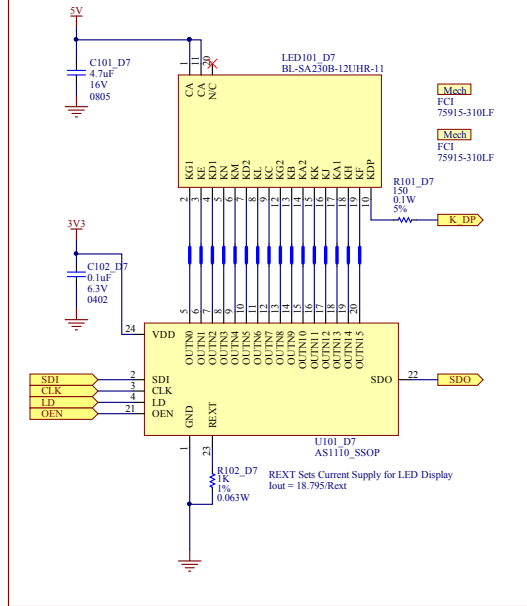 5V
C101_D7
4.7uF
16V
0805
LED101_D7
BL-SA230B-12UHR-11
1
11
20
CA
CA
N/C
Mech
FCI
75915-310LF
Mech
FCI
75915-310LF
KG1 KE KD1 KN KM KD2 KL KC KG2 KB KA2 KK KJ KA1 KH KF KDP
2 3 4 5 6 7 8 9 12 13 14 15 16 17 18 19 10
R101_D7
150
0.1W
5%
K_DP
3V3
C102_D7
0.1uF
6.3V
0402
5 6 7 8 9 10 11 12 13 14 15 16 17 18 19 20
OUTN0 OUTN1 OUTN2 OUTN3 OUTN4 OUTN5 OUTN6 OUTN7 OUTN8 OUTN9 OUTN10 OUTN11 OUTN12 OUTN13 OUTN14 OUTN15
24 VDD
SDI 2 SDI
CLK 3 CLK
LD 4 LD
OEN 21 OEN
SDO 22 SDO
GND
REXT
1
23
U101_D7
AS1110_SSOP
R102_D7
1K
1%
0.063W
REXT Sets Current Supply for LED Display
Iout = 18.795/Rext